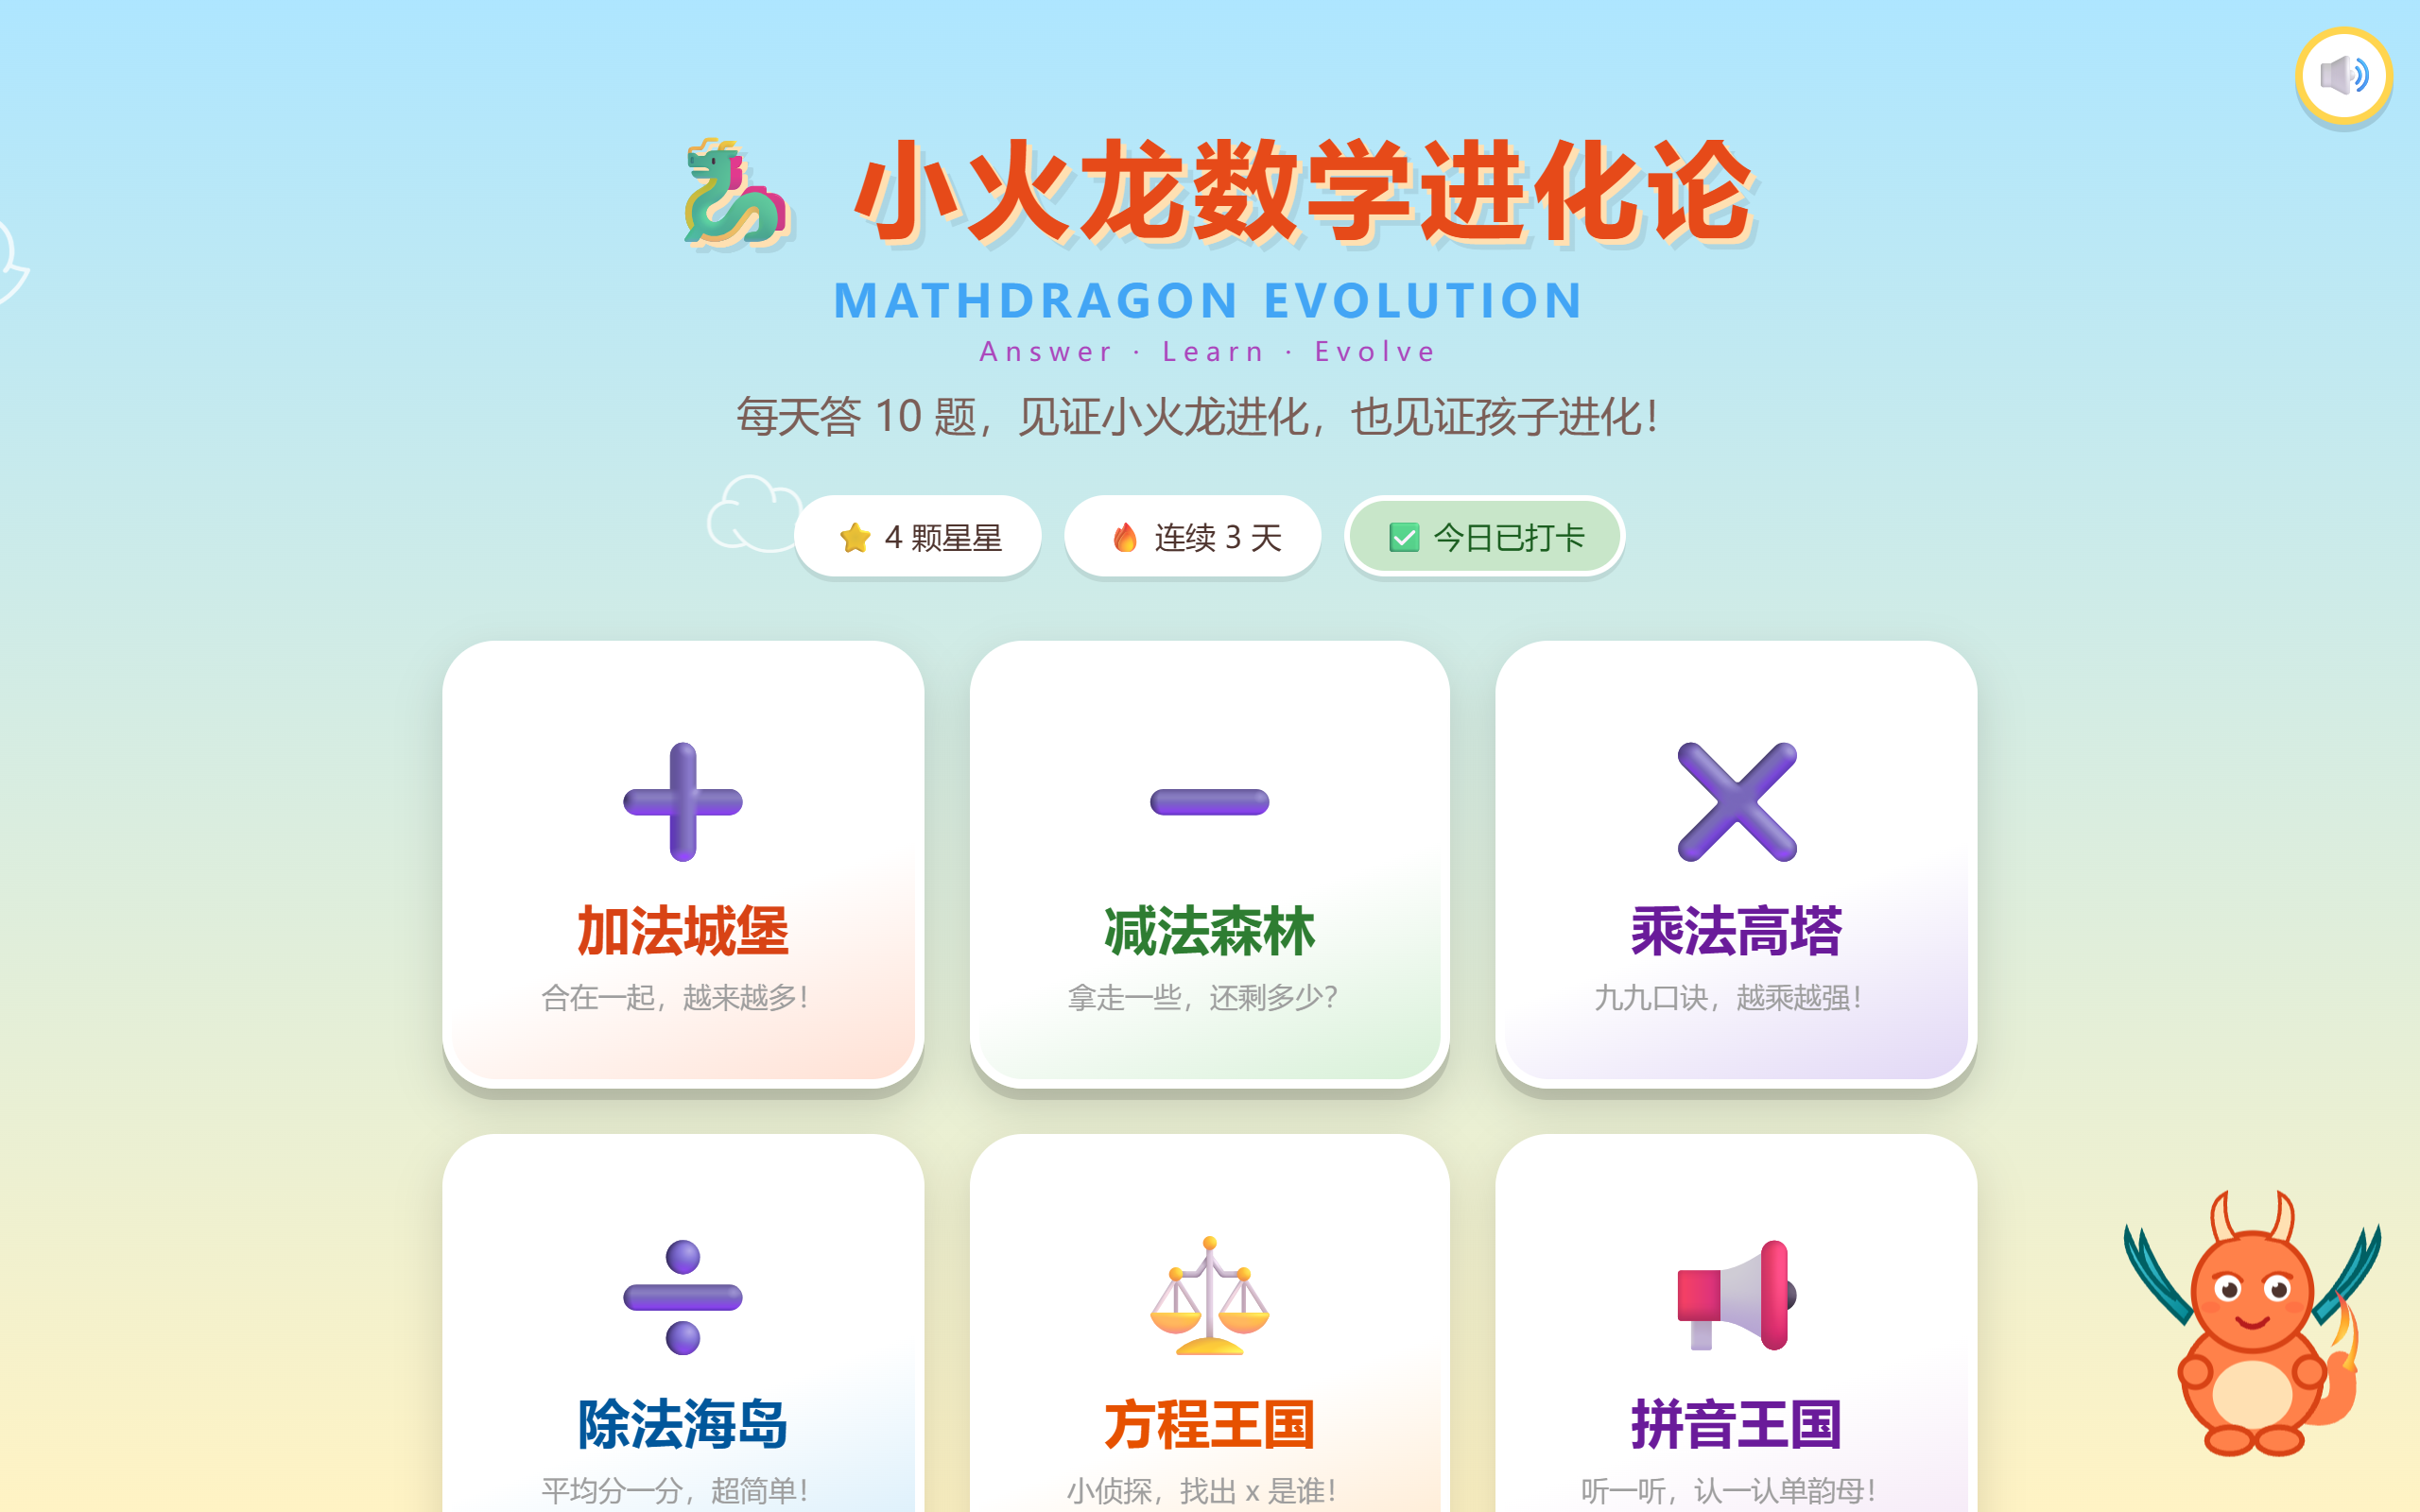 小火龙数学进化论
MATHDRAGON EVOLUTION
Answer · Learn · Evolve
每天答 10 题，见证小火龙进化，也见证孩子进化！
4 颗星星
连续 3 天
今日已打卡
加法城堡
合在一起，越来越多！
减法森林
拿走一些，还剩多少？
乘法高塔
九九口诀，越乘越强！
除法海岛
平均分一分，超简单！
方程王国
小侦探，找出 x 是谁！
拼音王国
听一听，认一认单韵母！